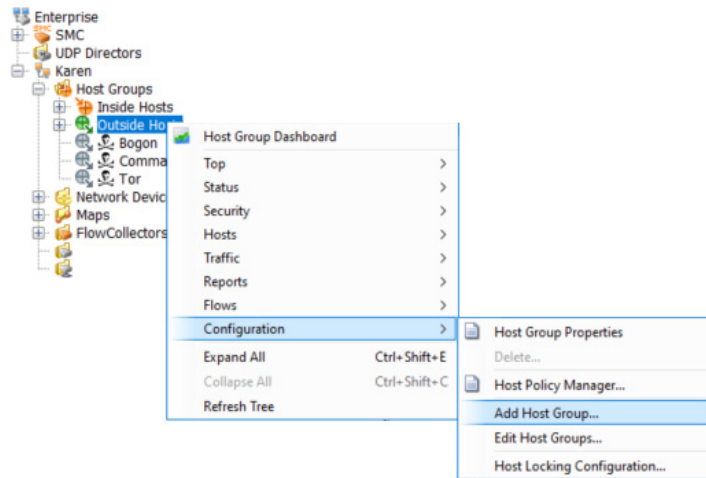 Enterprise
SMC
SMC
UDP Directors
Karen
Host Groups
Inside Hosts
Outside
Bogon
Tor
Network
Maps
FlowCollectors
Host Group Dashboard
Top
Status
Security
Hosts
Traffic
Reports
Flows
Configuration
Expand All Ctrl+Shift+E
Collapse All Ctrl+Shift+C
Refresh Tree
Host Group Properties
Delete...
Host Policy Manager...
Add Host Group...
Edit Host Groups...
Host Locking Configuration...